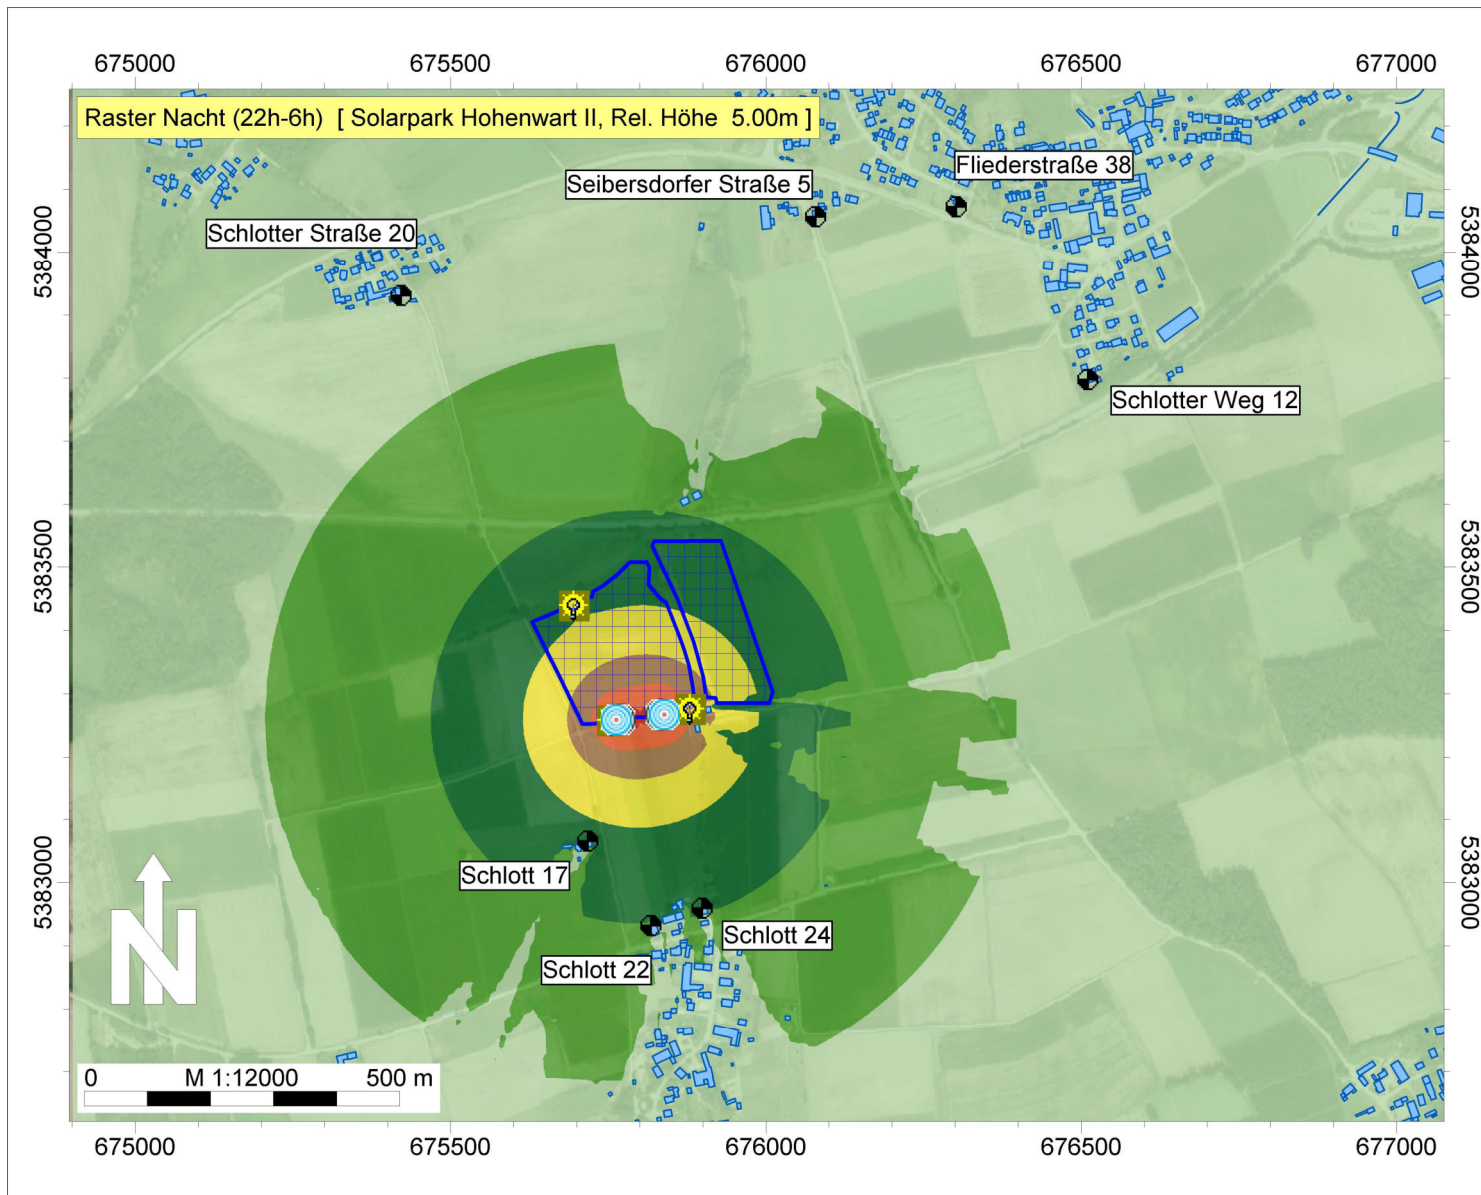 675000 675500 676000 676500 677000
Raster Nacht (22h-6h) [ Solarpark Hohenwart II, Rel. Höhe 5.00m ]
Fliederstraße 38
Seibersdorfer Straße 5
Schlotter Straße 20
5384000 5384000
Schlotter Weg 12
5383500 5383500
Schlott 17
5383000 5383000
Schlott 24
Schlott 22
N
0 M 1:12000 500 m
675000 675500 676000 676500 677000